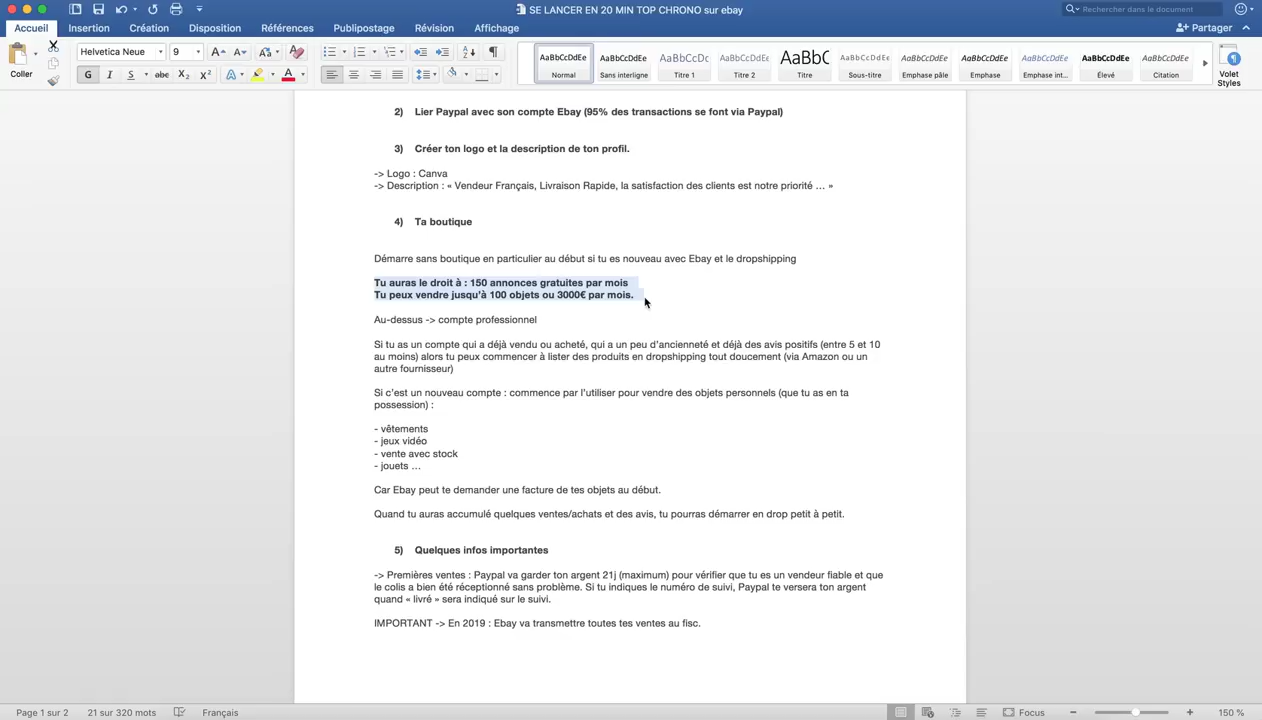 SE LANCER EN 20 MIN TOP CHRONO sur ebay
Rechercher dans le document
Accueil Insertion Création Disposition Références Publipostage Révision Affichage
Partager
Coller
Helvetica Neue 9
G I S abc X₂ X²
AaBbCcDdEe AaBbCcDdEe AaBbCcDc AaBbCcDdEe AaBbC AaBbCcDdEe AaBbCcDdEe AaBbCcDdEe AaBbCcDdEe AaBbCcDdEe AaBbCcDdEe
Normal Sans interligne Titre 1 Titre 2 Titre Sous-titre Emphase pâle Emphase Emphase int... Élevé Citation
Volet
Styles
2) Lier Paypal avec son compte Ebay (95% des transactions se font via Paypal)
3) Créer ton logo et la description de ton profil.
-> Logo : Canva
-> Description : « Vendeur Français, Livraison Rapide, la satisfaction des clients est notre priorité … »
4) Ta boutique
Démarre sans boutique en particulier au début si tu es nouveau avec Ebay et le dropshipping
Tu auras le droit à : 150 annonces gratuites par mois
Tu peux vendre jusqu'à 100 objets ou 3000€ par mois.
Au-dessus -> compte professionnel
Si tu as un compte qui a déjà vendu ou acheté, qui a un peu d'ancienneté et déjà des avis positifs (entre 5 et 10
au moins) alors tu peux commencer à lister des produits en dropshipping tout doucement (via Amazon ou un
autre fournisseur)
Si c'est un nouveau compte : commence par l'utiliser pour vendre des objets personnels (que tu as en ta
possession) :
- vêtements
- jeux vidéo
- vente avec stock
- jouets …
Car Ebay peut te demander une facture de tes objets au début.
Quand tu auras accumulé quelques ventes/achats et des avis, tu pourras démarrer en drop petit à petit.
5) Quelques infos importantes
-> Premières ventes : Paypal va garder ton argent 21j (maximum) pour vérifier que tu es un vendeur fiable et que
le colis a bien été réceptionné sans problème. Si tu indiques le numéro de suivi, Paypal te versera ton argent
quand « livré » sera indiqué sur le suivi.
IMPORTANT -> En 2019 : Ebay va transmettre toutes tes ventes au fisc.
Page 1 sur 2 21 sur 320 mots Français Focus 150 %